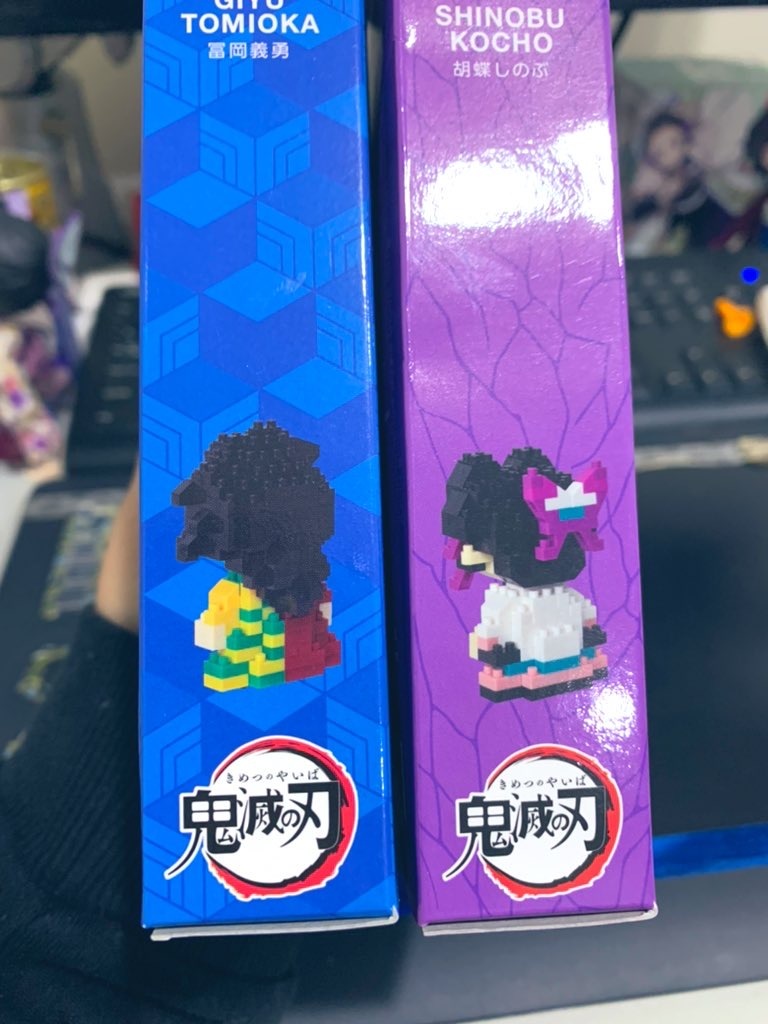 GIYU
TOMIOKA
冨岡義勇
SHINOBU
KOCHO
胡蝶しのぶ
きめつのやいば
鬼滅の刃
きめつのやいば
鬼滅の刃